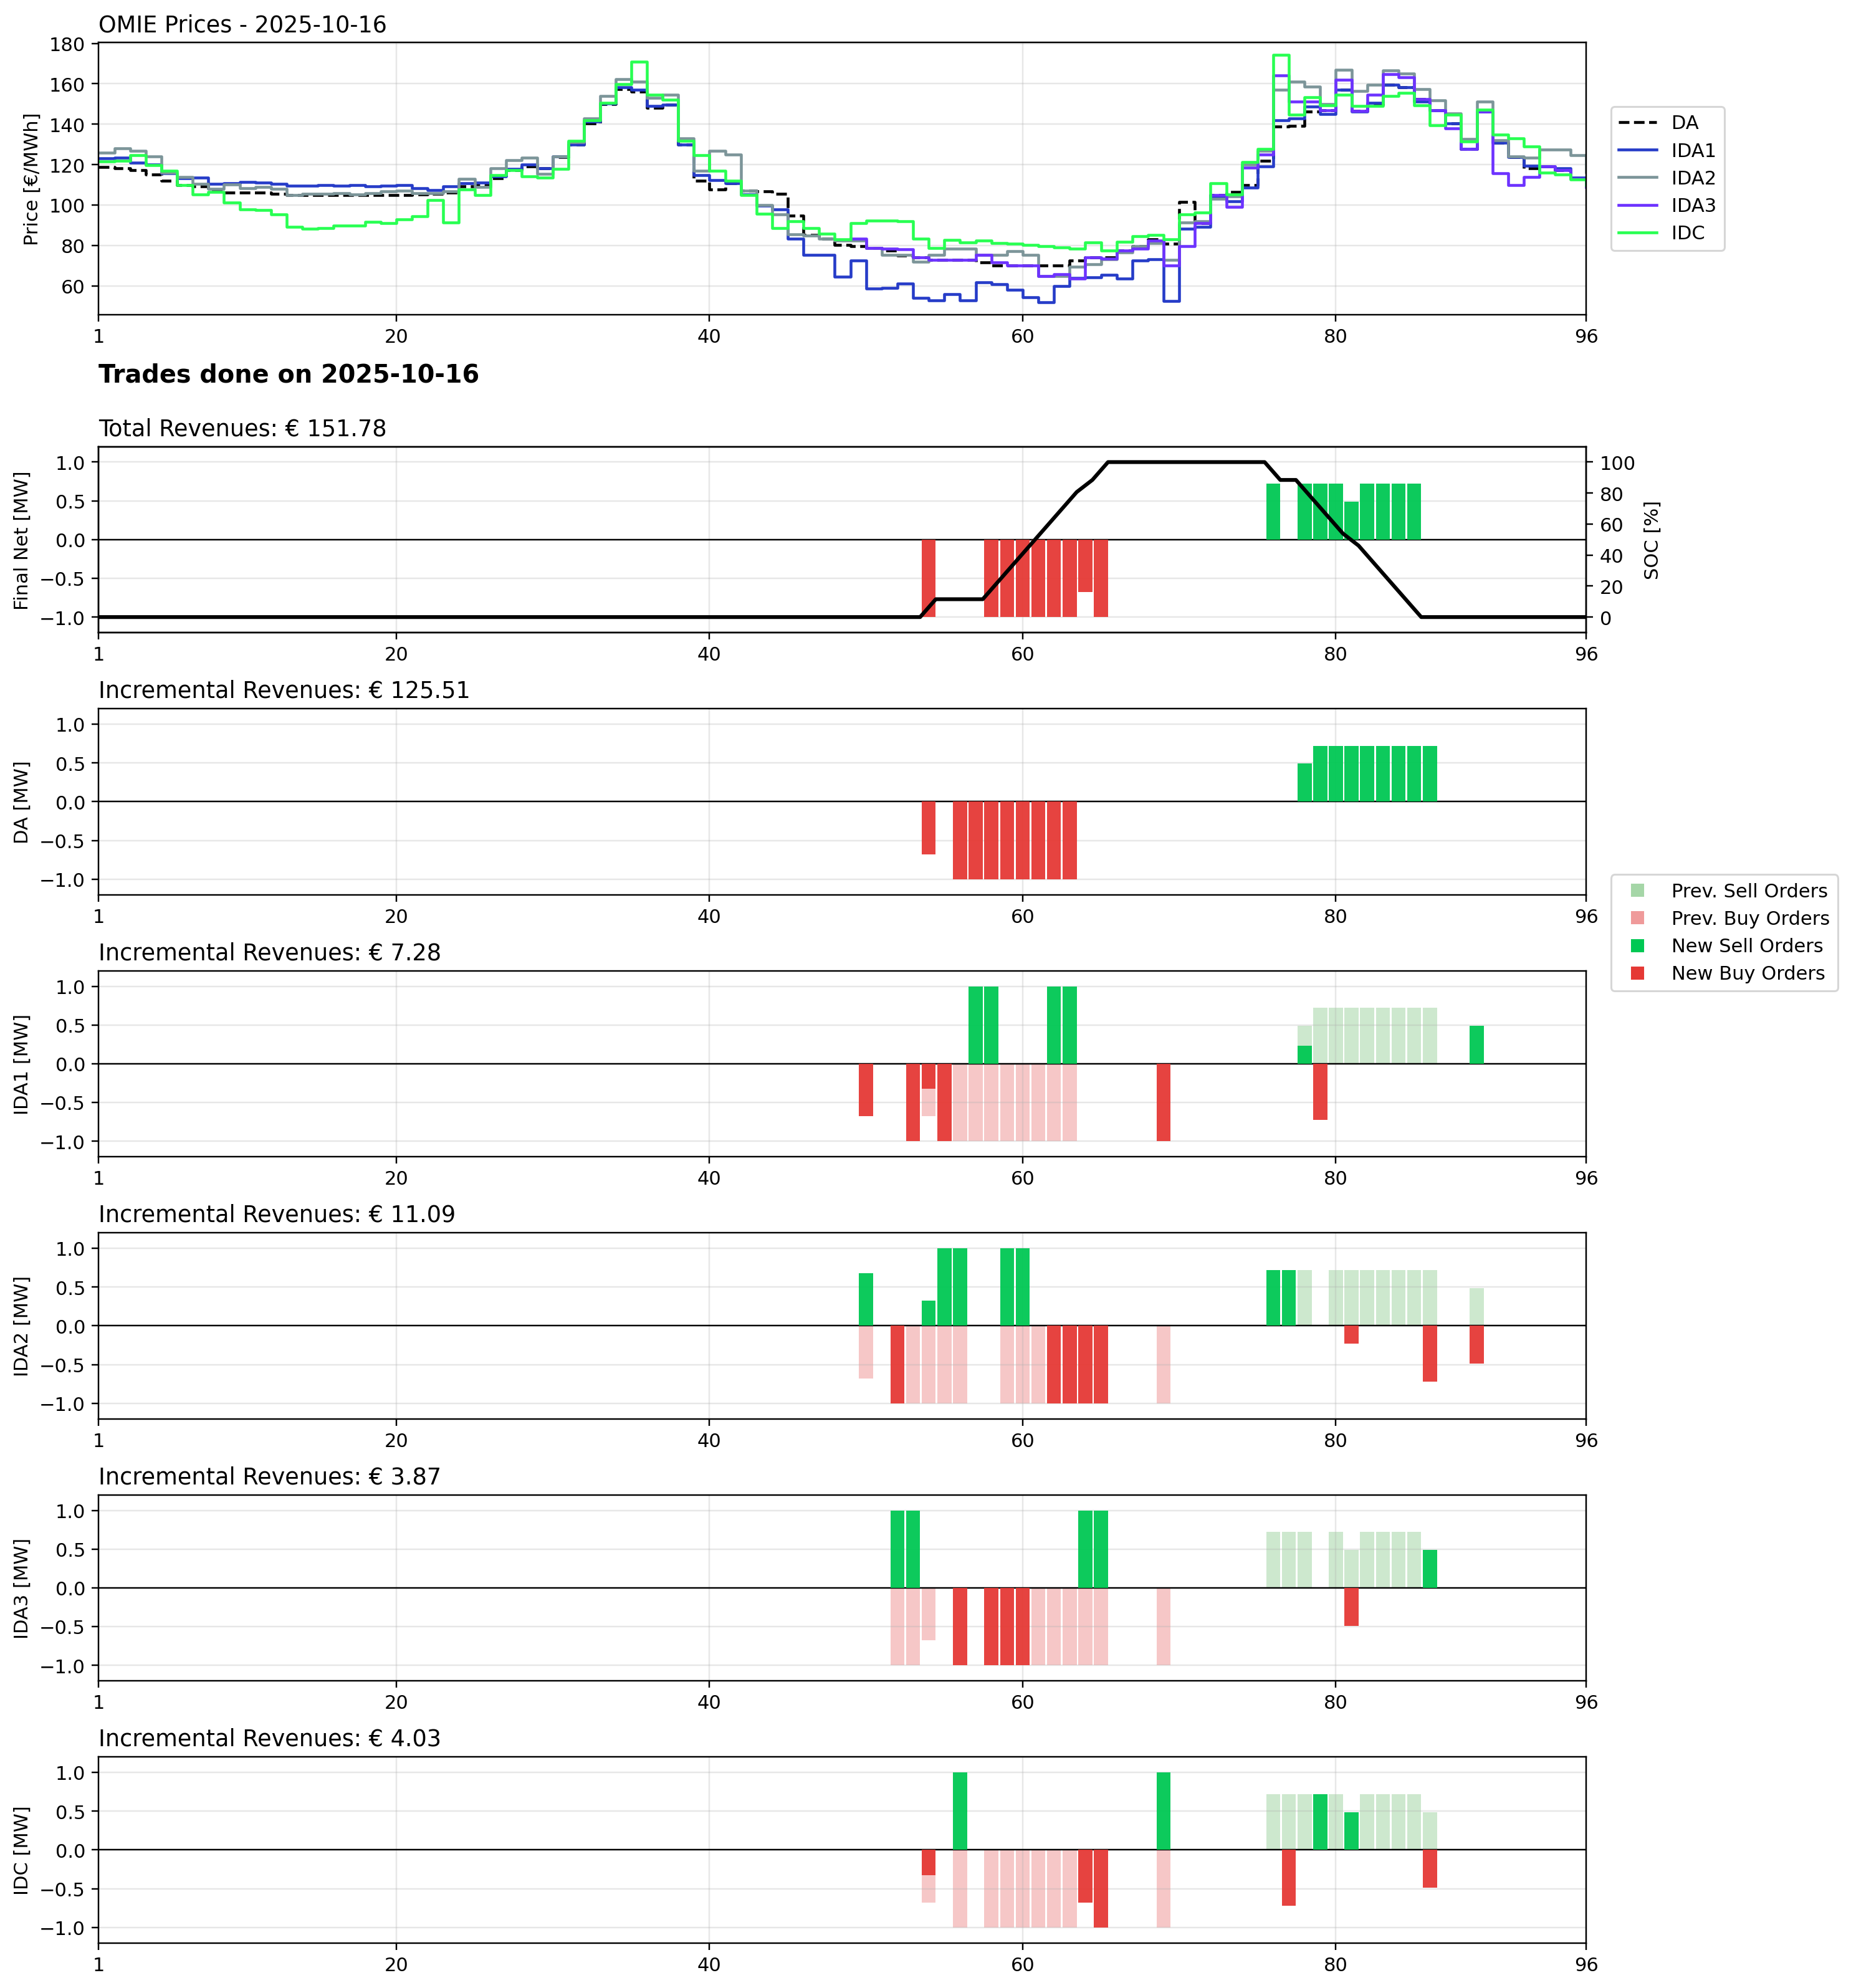 OMIE Prices - 2025-10-16
Price [€/MWh]
180
160
140
120
100
80
60
1 20 40 60 80 96
DA
IDA1
IDA2
IDA3
IDC
Trades done on 2025-10-16
Total Revenues: € 151.78
Final Net [MW]
1.0
0.5
0.0
−0.5
−1.0
100
80
60
40
20
0
SOC [%]
1 20 40 60 80 96
Incremental Revenues: € 125.51
DA [MW]
1.0
0.5
0.0
−0.5
−1.0
1 20 40 60 80 96
Prev. Sell Orders
Prev. Buy Orders
New Sell Orders
New Buy Orders
Incremental Revenues: € 7.28
IDA1 [MW]
1.0
0.5
0.0
−0.5
−1.0
1 20 40 60 80 96
Incremental Revenues: € 11.09
IDA2 [MW]
1.0
0.5
0.0
−0.5
−1.0
1 20 40 60 80 96
Incremental Revenues: € 3.87
IDA3 [MW]
1.0
0.5
0.0
−0.5
−1.0
1 20 40 60 80 96
Incremental Revenues: € 4.03
IDC [MW]
1.0
0.5
0.0
−0.5
−1.0
1 20 40 60 80 96